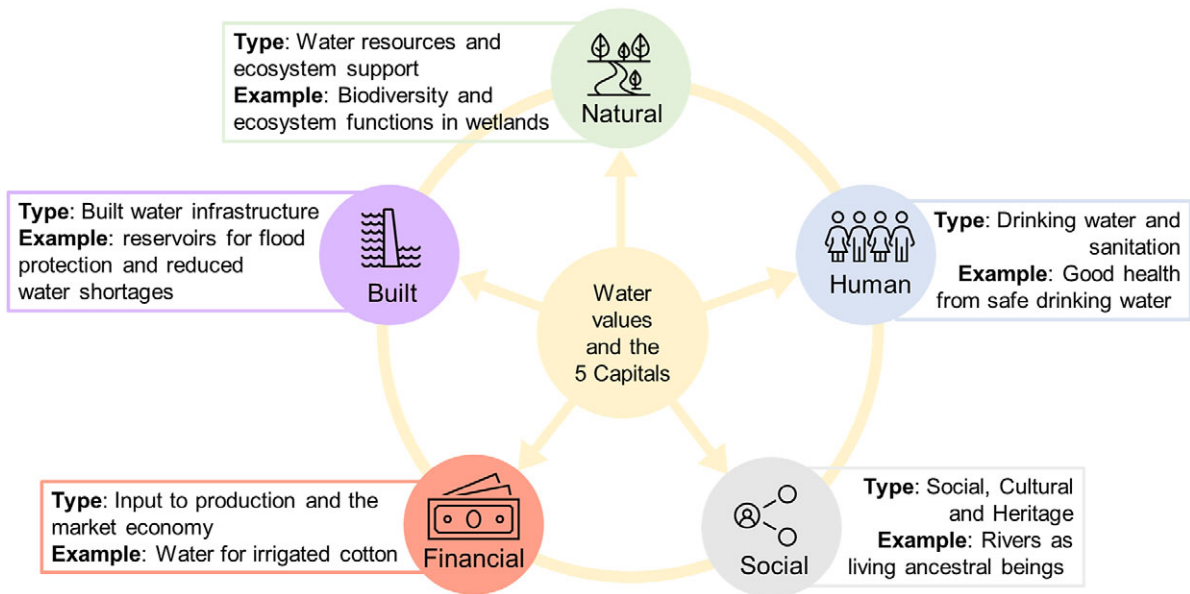 Type: Water resources and
ecosystem support
Example: Biodiversity and
ecosystem functions in wetlands
Natural
Type: Built water infrastructure
Example: reservoirs for flood
protection and reduced
water shortages
Built
Type: Drinking water and
sanitation
Example: Good health
from safe drinking water
Human
Water
values
and the
5 Capitals
Type: Input to production and the
market economy
Example: Water for irrigated cotton
Financial
Type: Social, Cultural
and Heritage
Example: Rivers as
living ancestral beings
Social